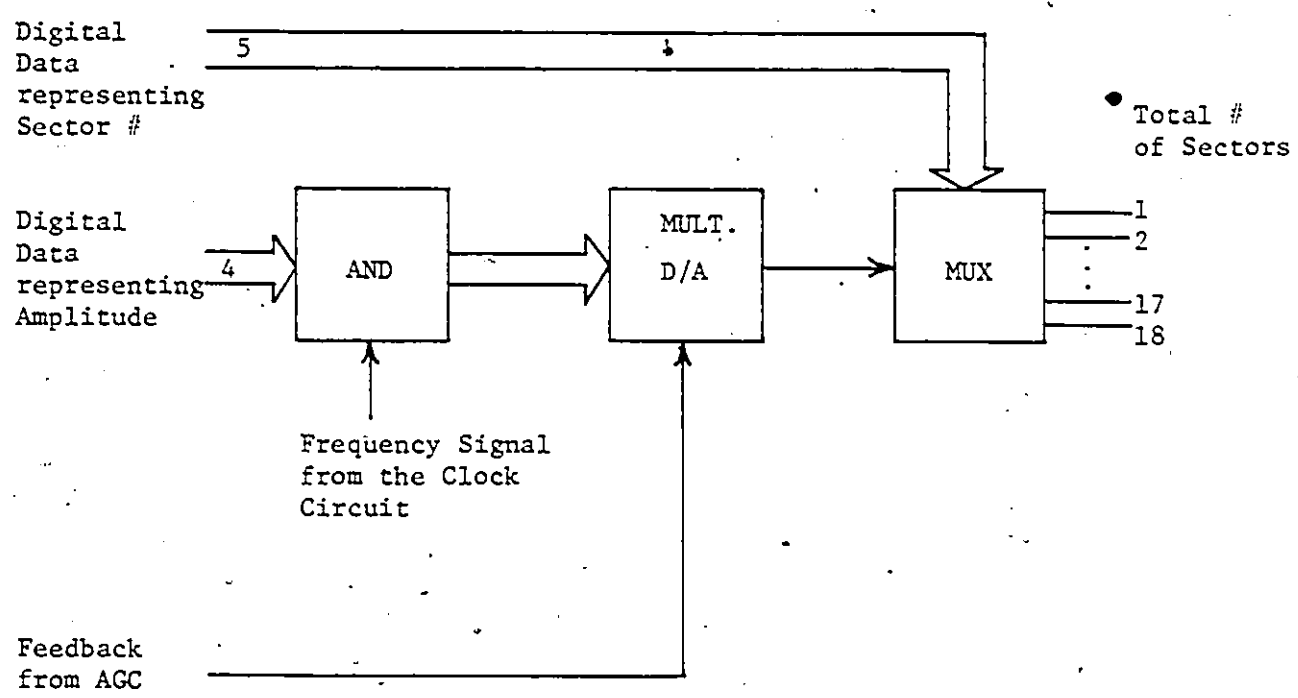 Digital
Data
representing
Sector #
5
Total #
of Sectors
Digital
Data
representing
Amplitude
4
AND
MULT.
D/A
MUX
1
2
17
18
Frequency Signal
from the Clock
Circuit
Feedback
from AGC